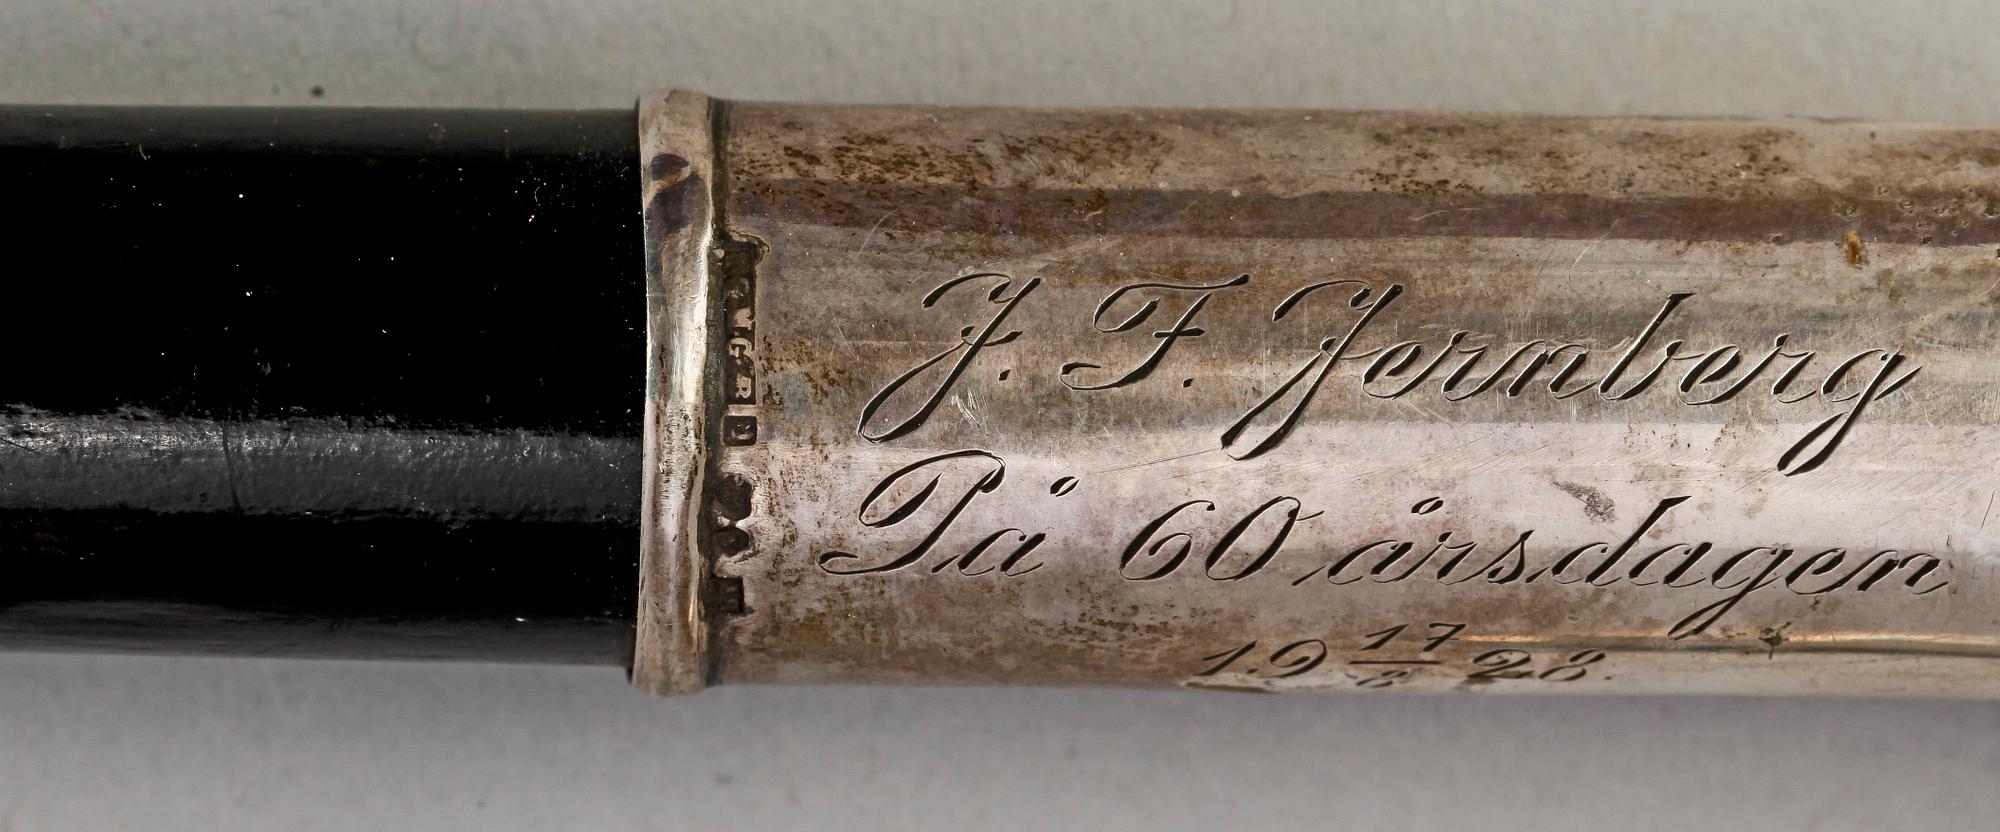 J. F. Jernberg
På 60 årsdagen
19 17/8 28.